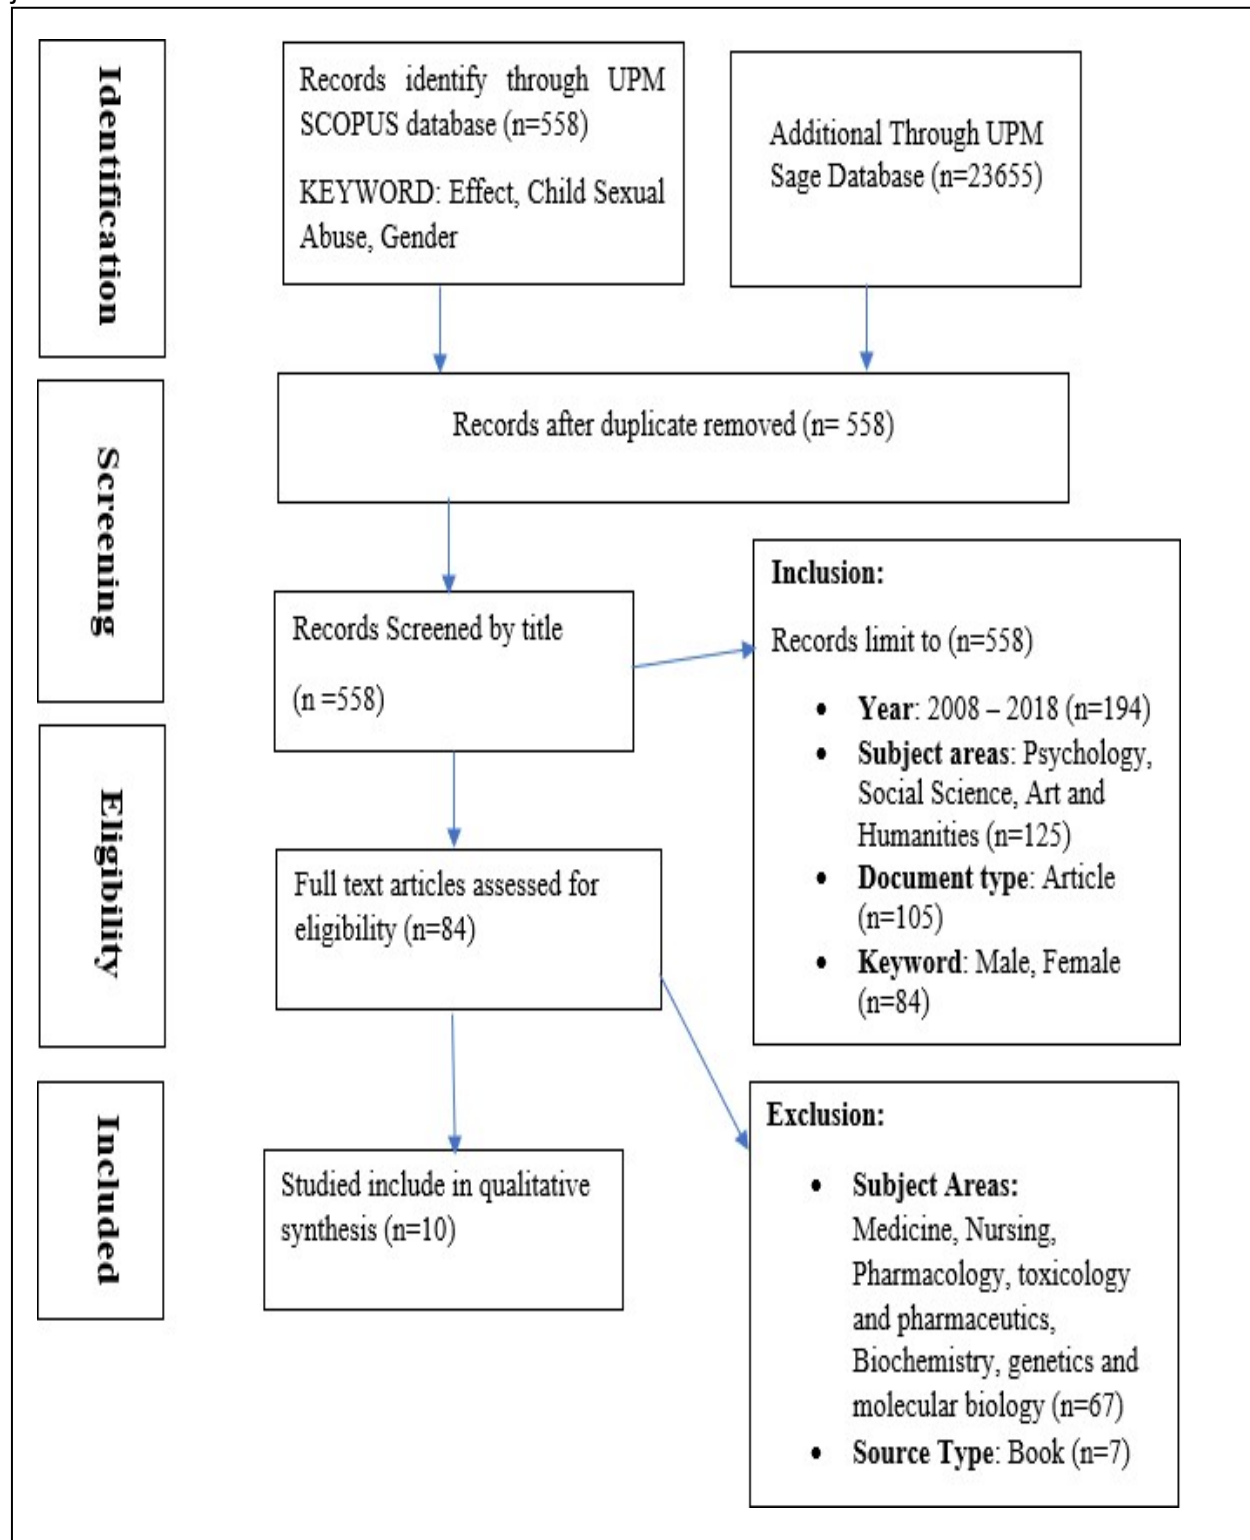 Identification
Records identify through UPM
SCOPUS database (n=558)
KEYWORD: Effect, Child Sexual
Abuse, Gender
Additional Through UPM
Sage Database (n=23655)
Records after duplicate removed (n= 558)
Screening
Records Screened by title
(n =558)
Inclusion:
Records limit to (n=558)
• Year: 2008 – 2018 (n=194)
• Subject areas: Psychology,
Social Science, Art and
Humanities (n=125)
• Document type: Article
(n=105)
• Keyword: Male, Female
(n=84)
Eligibility
Full text articles assessed for
eligibility (n=84)
Exclusion:
• Subject Areas:
Medicine, Nursing,
Pharmacology, toxicology
and pharmaceutics,
Biochemistry, genetics and
molecular biology (n=67)
• Source Type: Book (n=7)
Included
Studied include in qualitative
synthesis (n=10)